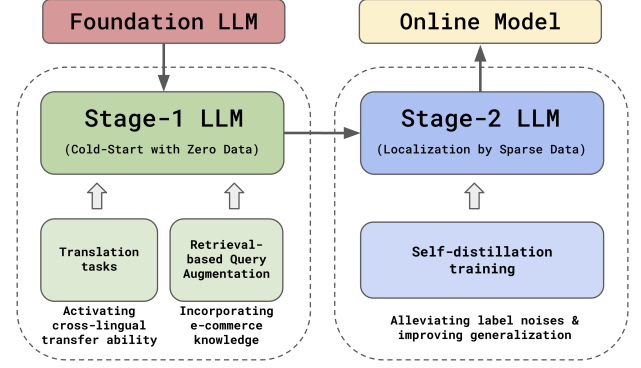 Foundation LLM
Online Model
Stage-1 LLM
(Cold-Start with Zero Data)
Stage-2 LLM
(Localization by Sparse Data)
Translation
tasks
Retrieval-
based Query
Augmentation
Self-distillation
training
Activating
cross-lingual
transfer ability
Incorporating
e-commerce
knowledge
Alleviating label noises &
improving generalization